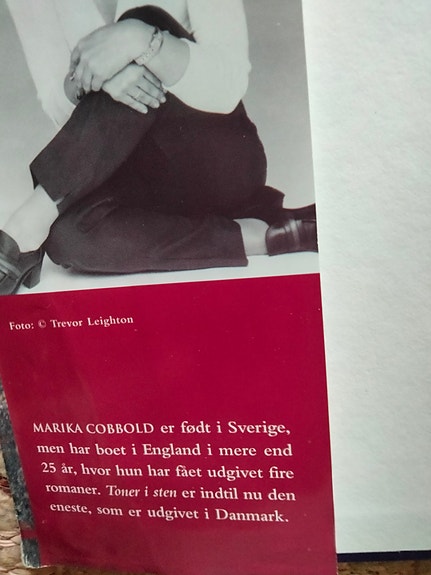 Foto: © Trevor Leighton
MARIKA COBBOLD er født i Sverige,
men har boet i England i mere end
25 år, hvor hun har fået udgivet fire
romaner. Toner i sten er indtil nu den
eneste, som er udgivet i Danmark.